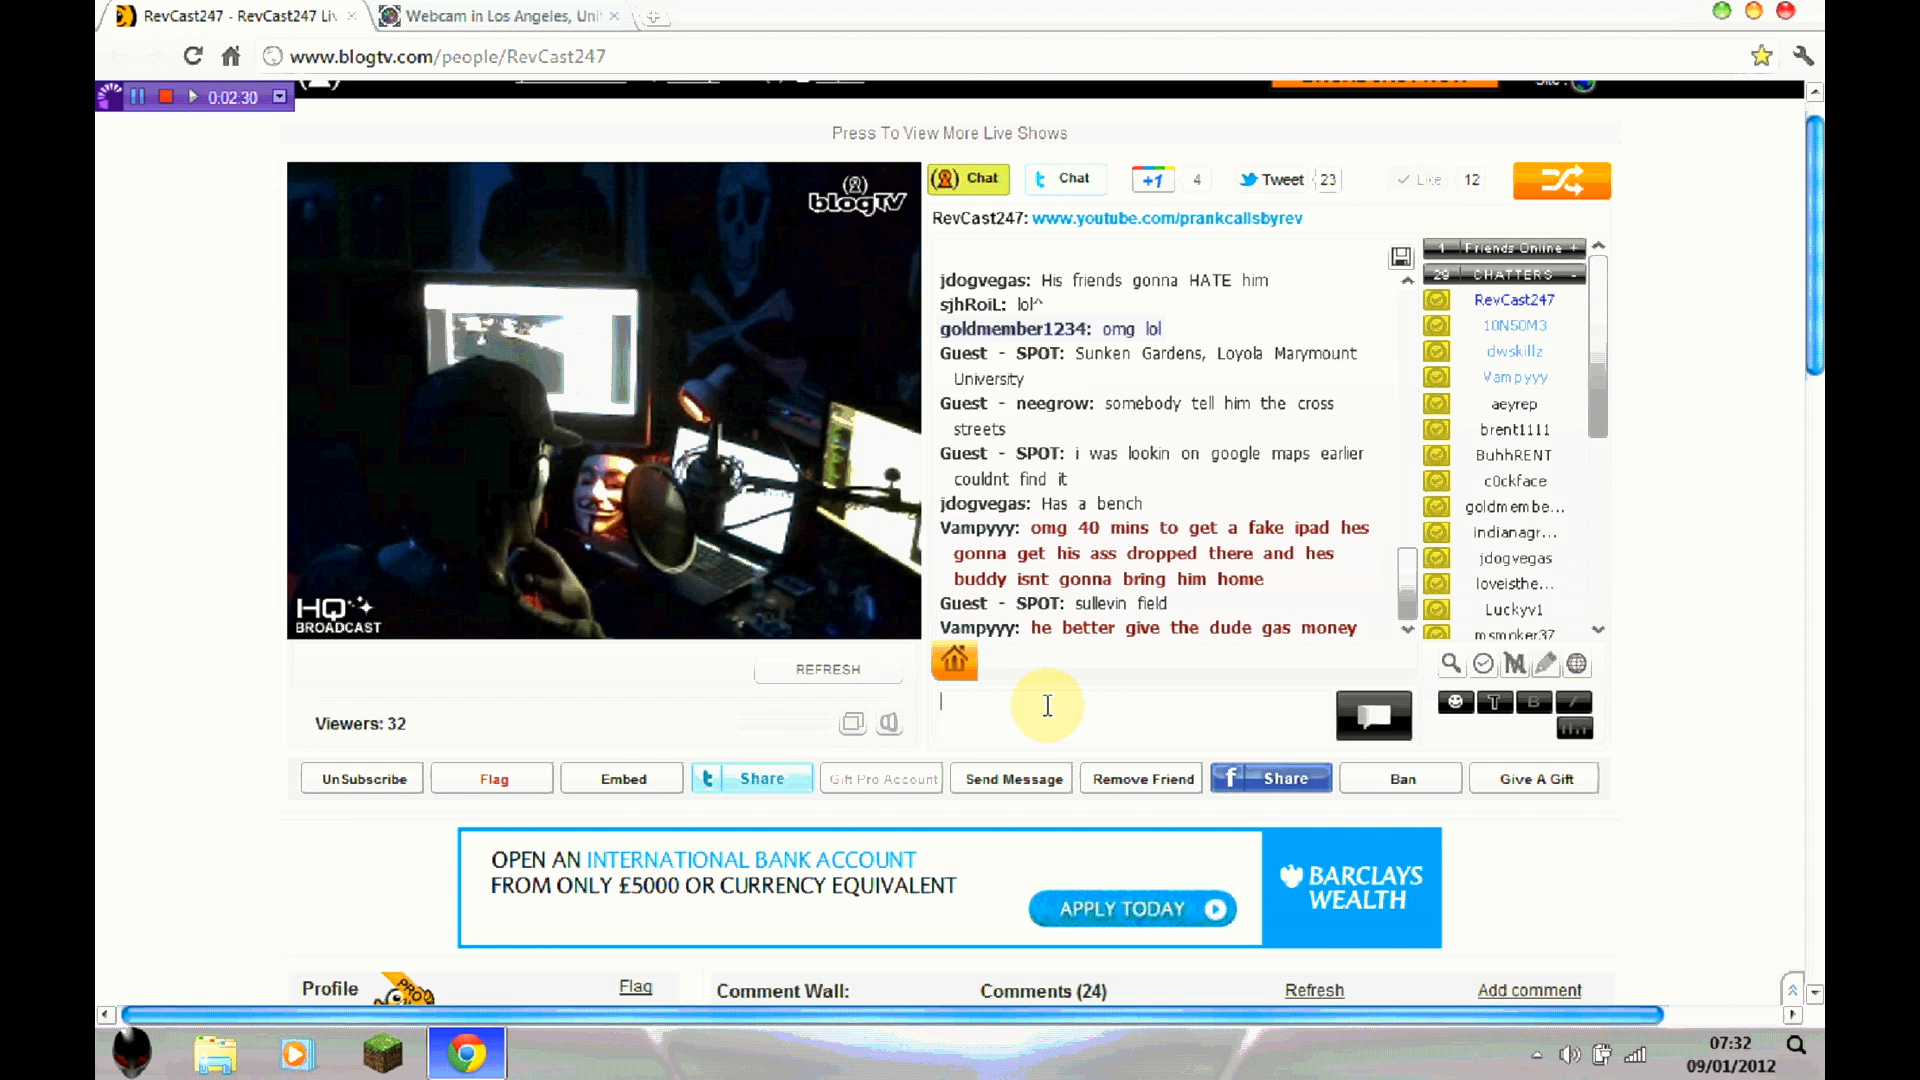 RevCast247 - RevCast247 Liv
Webcam in Los Angeles, Unit
www.blogtv.com/people/RevCast247
0:02:30
Press To View More Live Shows
blogTV
HQ
BROADCAST
Chat
Chat
+1
4
Tweet
23
Like
12
RevCast247: www.youtube.com/prankcallsbyrev
jdogvegas: His friends gonna HATE him
sjhRoiL: lol^
goldmember1234: omg lol
Guest - SPOT: Sunken Gardens, Loyola Marymount
University
Guest - neegrow: somebody tell him the cross
streets
Guest - SPOT: i was lookin on google maps earlier
couldnt find it
jdogvegas: Has a bench
Vampyyy: omg 40 mins to get a fake ipad hes
gonna get his ass dropped there and hes
buddy isnt gonna bring him home
Guest - SPOT: sullevin field
Vampyyy: he better give the dude gas money
1 Friends Online +
29 CHATTERS -
RevCast247
10N50M3
dwskillz
Vampyyy
aeyrep
brent1111
BuhhRENT
c0ckface
goldmembe...
indianagr...
jdogvegas
loveisthe...
Luckyv1
msmoker37
REFRESH
Viewers: 32
UnSubscribe
Flag
Embed
Share
Gift Pro Account
Send Message
Remove Friend
Share
Ban
Give A Gift
OPEN AN INTERNATIONAL BANK ACCOUNT
FROM ONLY £5000 OR CURRENCY EQUIVALENT
APPLY TODAY
BARCLAYS
WEALTH
Profile
PRO
Flag
Comment Wall:
Comments (24)
Refresh
Add comment
07:32
09/01/2012